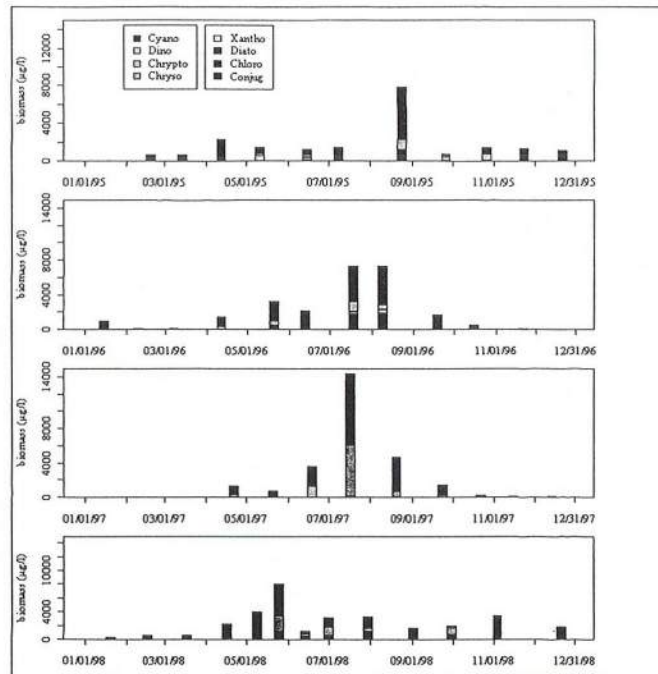 Cyano
Dino
Chrypto
Chryso
Xantho
Diato
Chloro
Conjug
biomass (µg/l)
0 4000 8000 12000
01/01/95 03/01/95 05/01/95 07/01/95 09/01/95 11/01/95 12/31/95
biomass (µg/l)
0 4000 8000 14000
01/01/96 03/01/96 05/01/96 07/01/96 09/01/96 11/01/96 12/31/96
biomass (µg/l)
0 4000 8000 14000
01/01/97 03/01/97 05/01/97 07/01/97 09/01/97 11/01/97 12/31/97
biomass (µg/l)
0 4000 10000
01/01/98 03/01/98 05/01/98 07/01/98 09/01/98 11/01/98 12/31/98